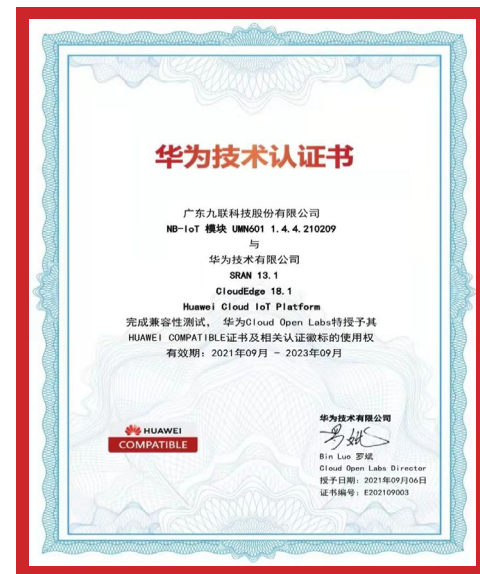 华为技术认证书
广东九联科技股份有限公司
NB-IoT 模块 UMN601 1.4.4.210209
与
华为技术有限公司
SRAN 13.1
CloudEdge 18.1
Huawei Cloud IoT Platform
完成兼容性测试， 华为Cloud Open Labs特授予其
HUAWEI COMPATIBLE证书及相关认证徽标的使用权
有效期：2021年09月 - 2023年09月
HUAWEI
COMPATIBLE
华为技术有限公司
Bin Luo 罗斌
Cloud Open Labs Director
授予日期：2021年09月06日
证书编号：E202109003